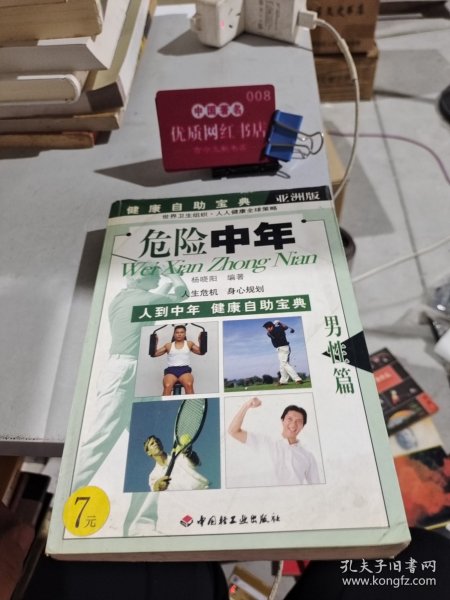 008
中国著名
优质网红书店
健康自助宝典
亚洲版
世界卫生组织·人人健康全球策略
危险中年
Wei Xian Zhong Nian
杨晓阳 编著
人生危机 身心规划
人到中年 健康自助宝典
男性篇
7元
中国轻工业出版社
孔夫子旧书网
www.kongfz.com